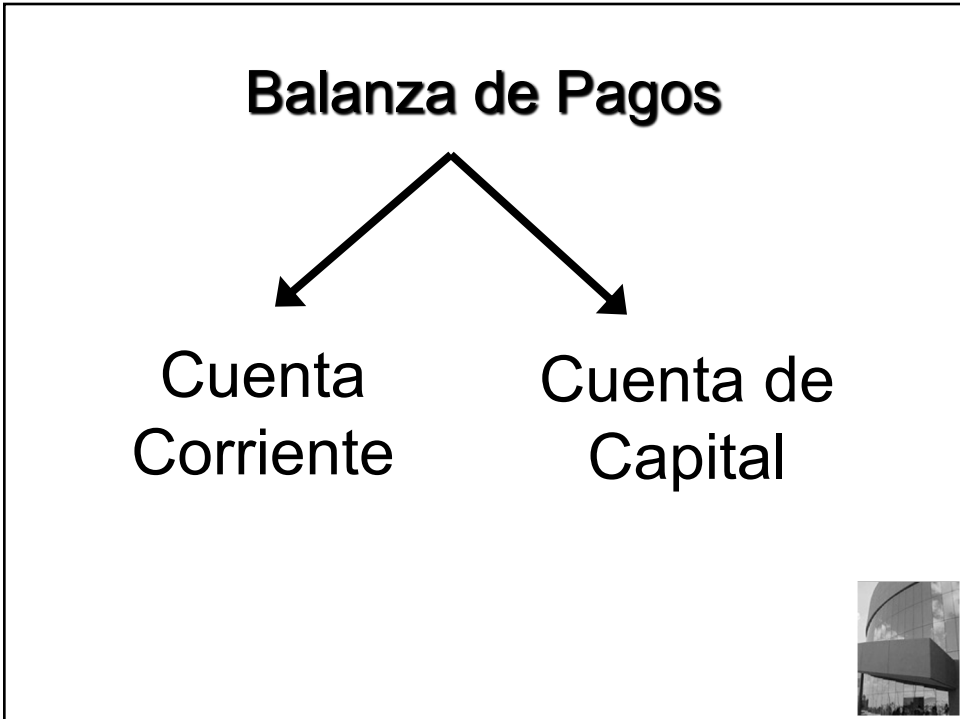 Balanza de Pagos
Cuenta
Corriente
Cuenta de
Capital